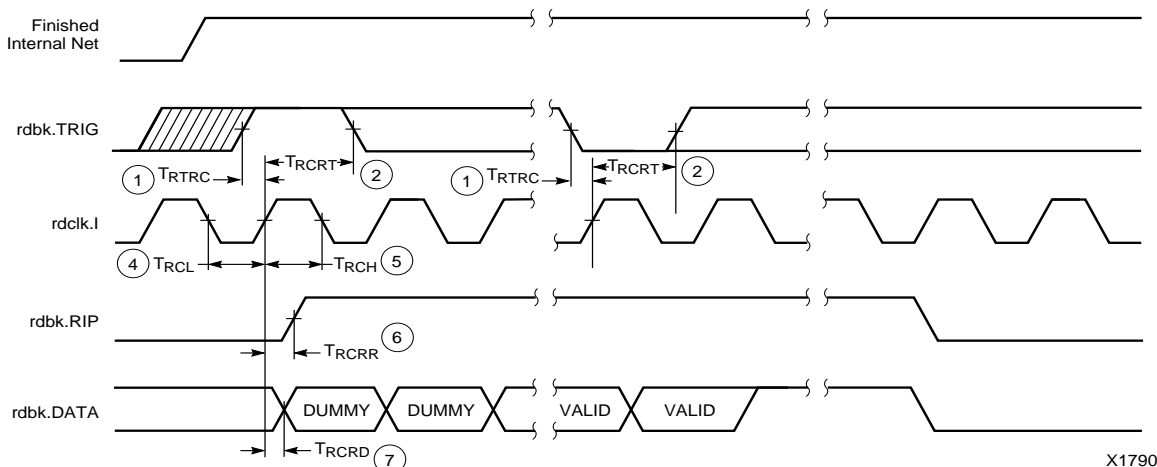 Finished
Internal Net
rdbk.TRIG
TRCRT
2
1
TRTRC
TRCRT
2
1
TRTRC
rdclk.I
4
TRCL
TRCH
5
rdbk.RIP
6
TRCRR
rdbk.DATA
DUMMY
DUMMY
VALID
VALID
TRCRD
7
X1790